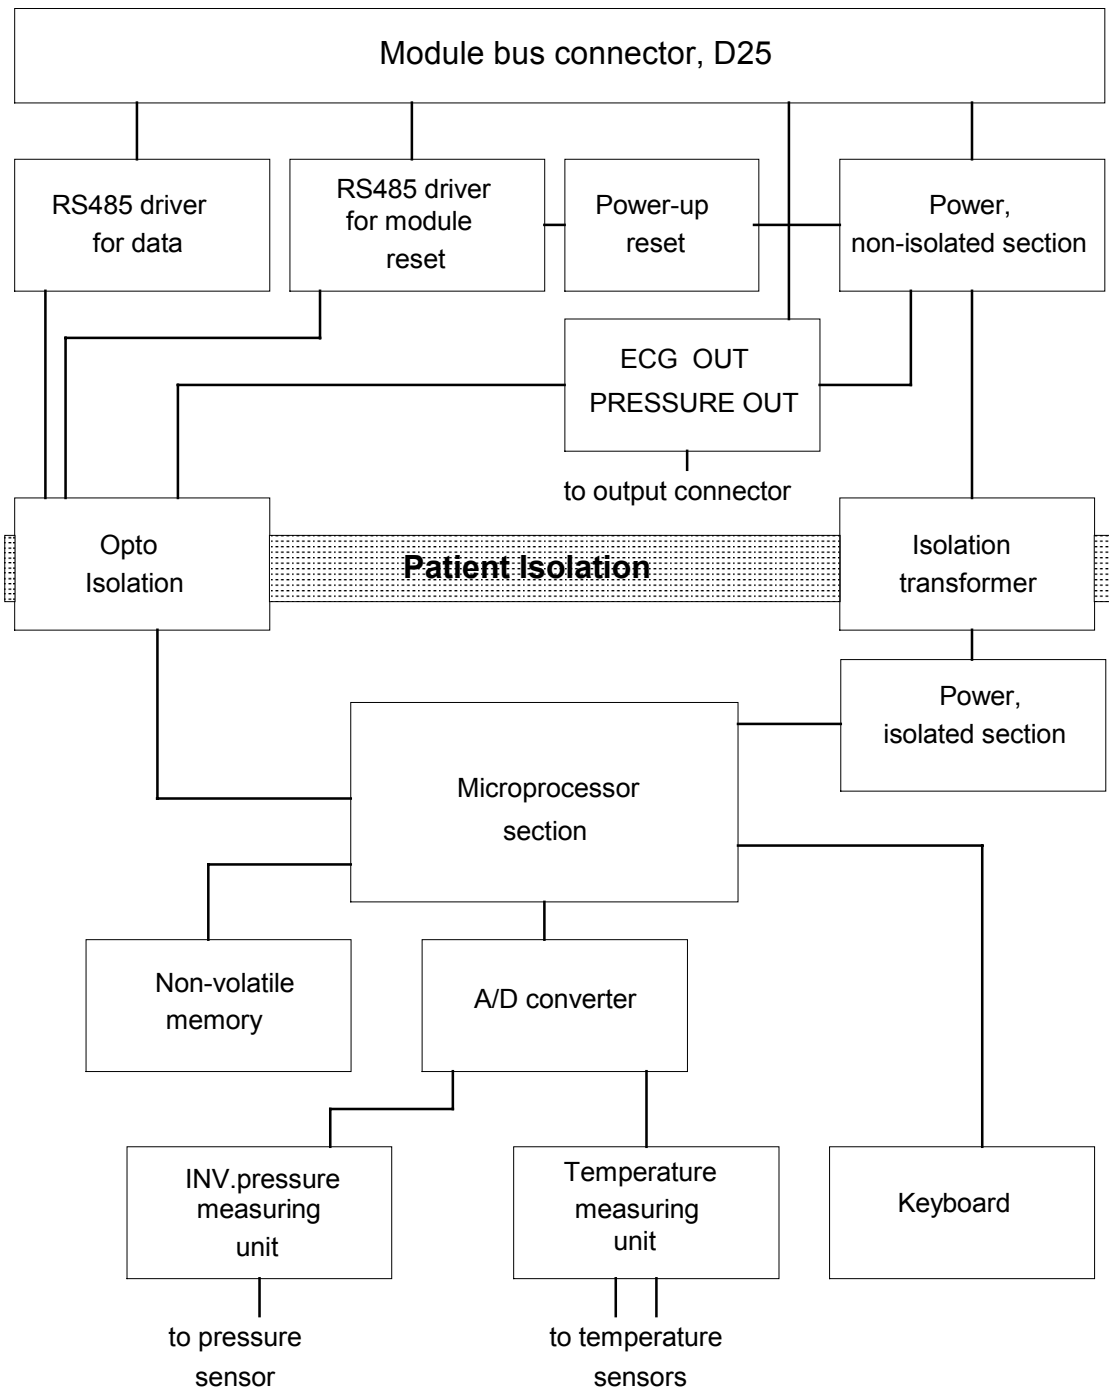 Module bus connector, D25
RS485 driver
for data
RS485 driver
for module
reset
Power-up
reset
Power,
non-isolated section
ECG OUT
PRESSURE OUT
to output connector
Opto
Isolation
Patient Isolation
Isolation
transformer
Power,
isolated section
Microprocessor
section
Non-volatile
memory
A/D converter
INV.pressure
measuring
unit
Temperature
measuring
unit
Keyboard
to pressure
sensor
to temperature
sensors